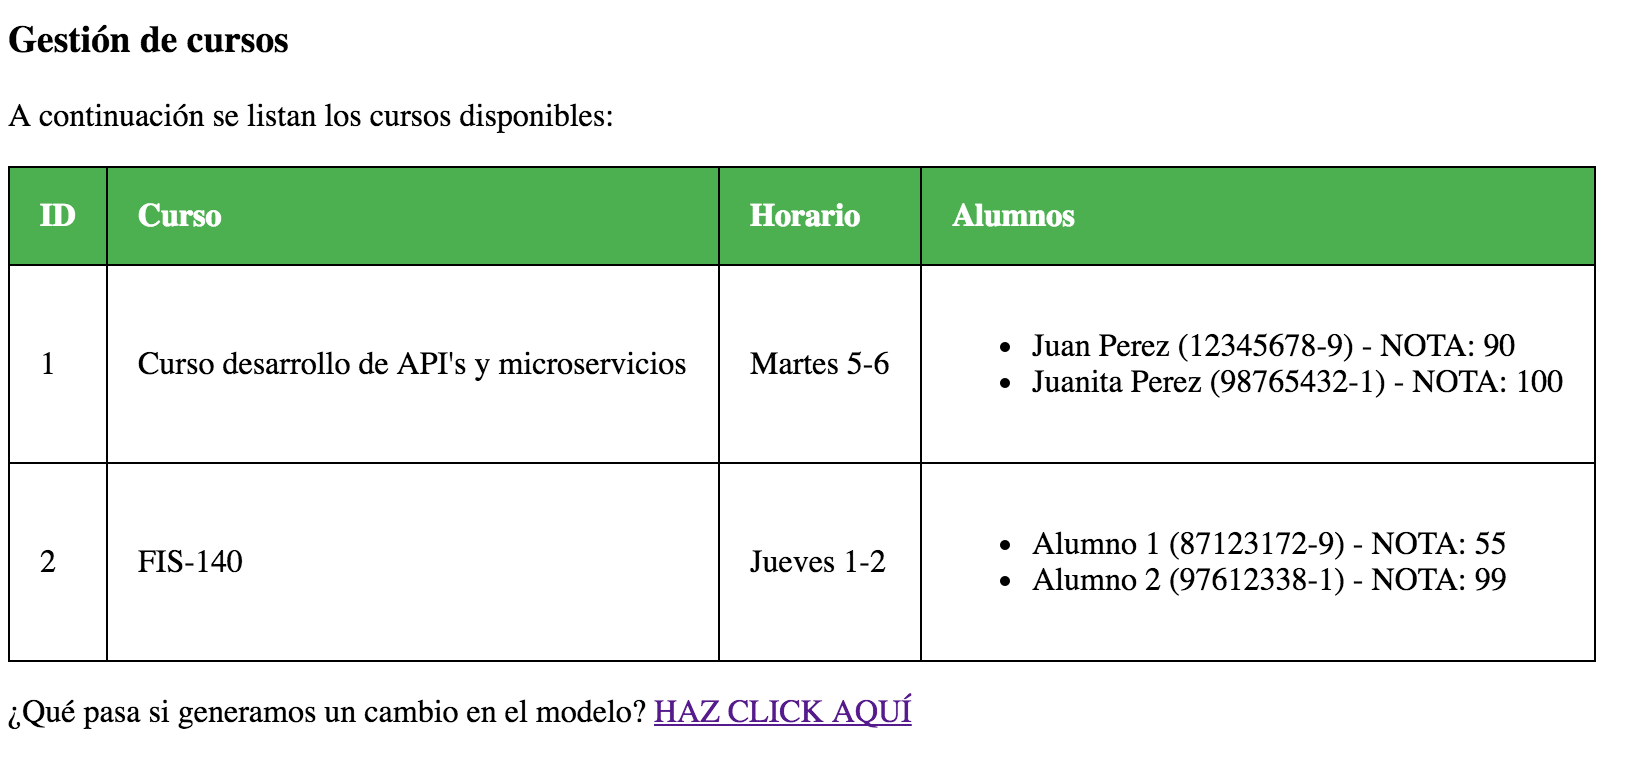 Gestión de cursos
A continuación se listan los cursos disponibles:
ID Curso Horario Alumnos
1 Curso desarrollo de API's y microservicios Martes 5-6
• Juan Perez (12345678-9) - NOTA: 90
• Juanita Perez (98765432-1) - NOTA: 100
2 FIS-140 Jueves 1-2
• Alumno 1 (87123172-9) - NOTA: 55
• Alumno 2 (97612338-1) - NOTA: 99
¿Qué pasa si generamos un cambio en el modelo? HAZ CLICK AQUÍ